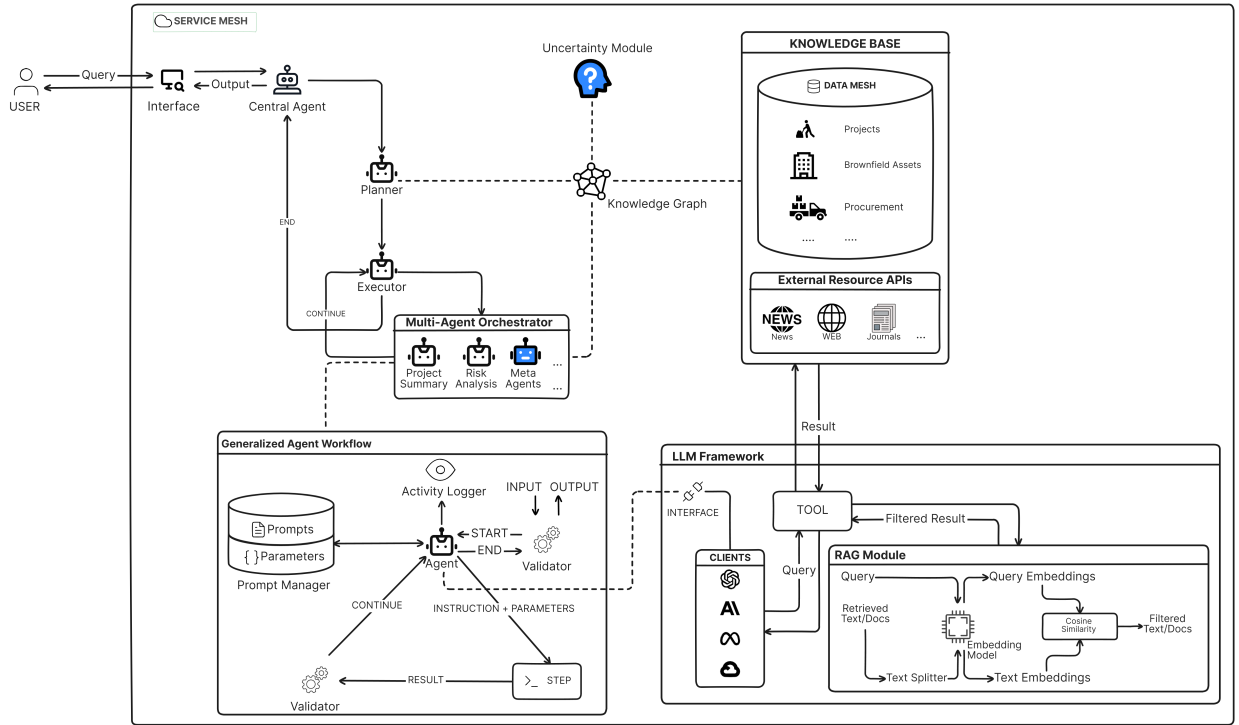 SERVICE MESH
USER
Query
Output
Interface
Central Agent
Uncertainty Module
Planner
Knowledge Graph
END
Executor
CONTINUE
Multi-Agent Orchestrator
Project
Summary
Risk
Analysis
Meta
Agents
...
...
KNOWLEDGE BASE
DATA MESH
Projects
Brownfield Assets
Procurement
.... ....
External Resource APIs
NEWS
News
WEB
Journals
...
Result
Generalized Agent Workflow
Activity Logger
INPUT OUTPUT
Prompts
{ } Parameters
Prompt Manager
START
END
Agent
Validator
CONTINUE
INSTRUCTION + PARAMETERS
RESULT
>_ STEP
Validator
LLM Framework
INTERFACE
TOOL
Filtered Result
CLIENTS
A\
Query
RAG Module
Query
Query Embeddings
Retrieved
Text/Docs
Embedding
Model
Cosine
Similarity
Filtered
Text/Docs
Text Splitter
Text Embeddings